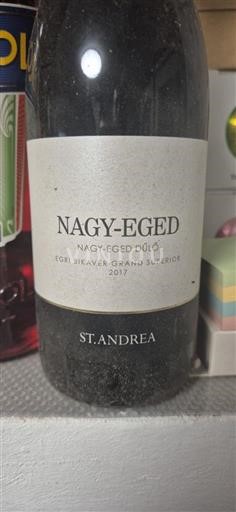 NAGY-EGED
NAGY-EGED DŰLŐ
EGRI BIKAVÉR GRAND SUPERIOR
2017
ST.ANDREA